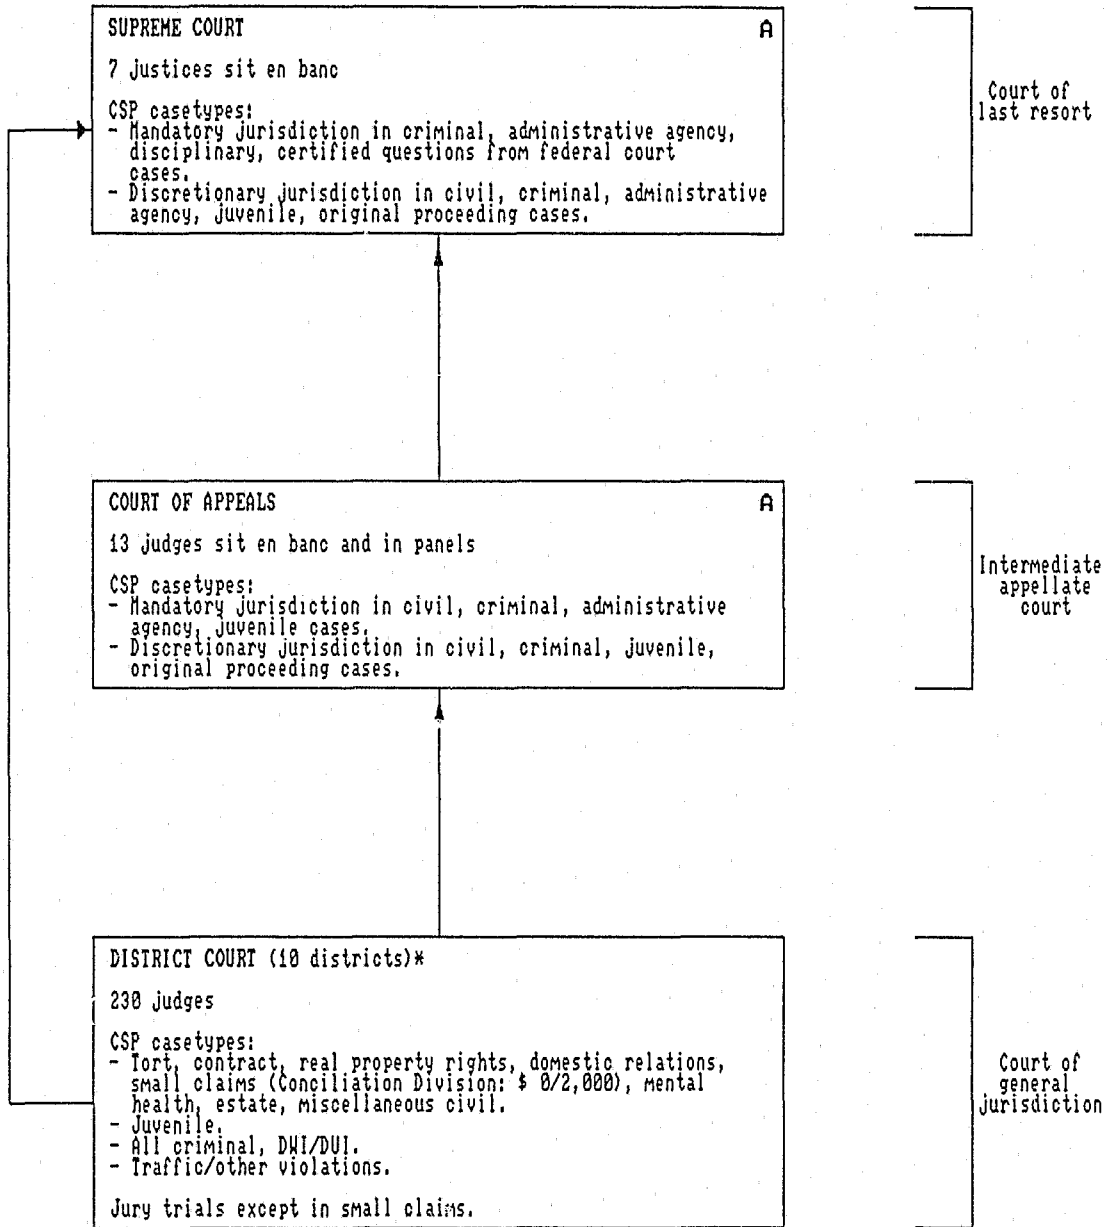 SUPREME COURT A
7 justices sit en banc
CSP casetypes:
- Mandatory jurisdiction in criminal, administrative agency,
disciplinary, certified questions from federal court
cases.
- Discretionary jurisdiction in civil, criminal, administrative
agency, juvenile, original proceeding cases.
Court of
last resort
COURT OF APPEALS A
13 judges sit en banc and in panels
CSP casetypes:
- Mandatory jurisdiction in civil, criminal, administrative
agency, juvenile cases.
- Discretionary jurisdiction in civil, criminal, juvenile,
original proceeding cases.
Intermediate
appellate
court
DISTRICT COURT (10 districts)*
230 judges
CSP casetypes:
- Tort, contract, real property rights, domestic relations,
small claims (Conciliation Division: $ 0/2,000), mental
health, estate, miscellaneous civil.
- Juvenile.
- All criminal, DWI/DUI.
- Traffic/other violations.
Jury trials except in small claims.
Court of
general
jurisdiction